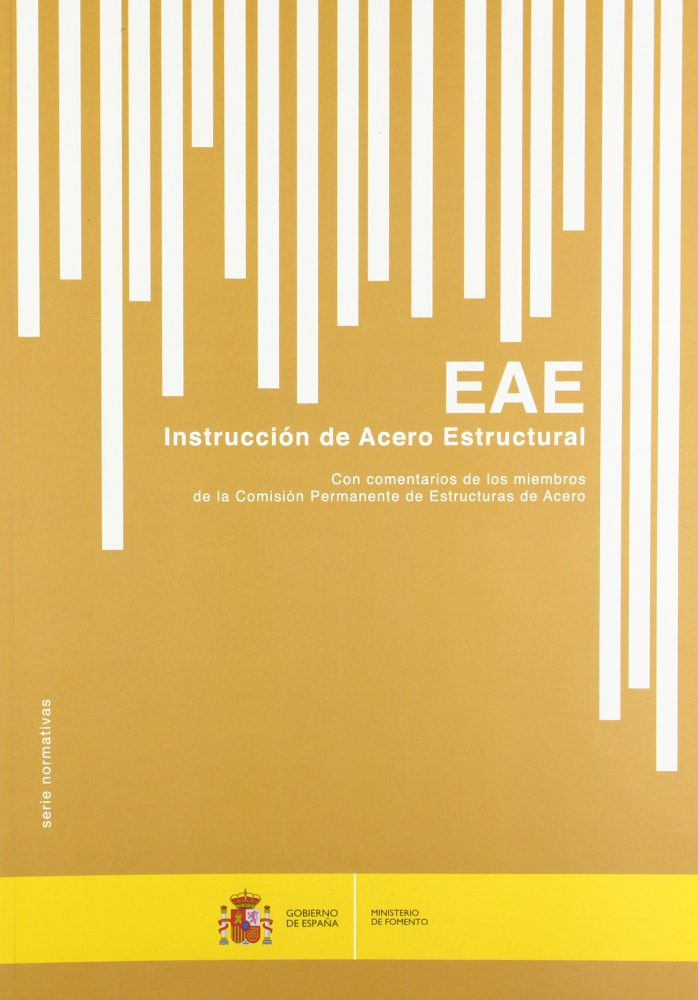 EAE
Instrucción de Acero Estructural
Con comentarios de los miembros
de la Comisión Permanente de Estructuras de Acero
serie normativas
GOBIERNO
DE ESPAÑA
MINISTERIO
DE FOMENTO